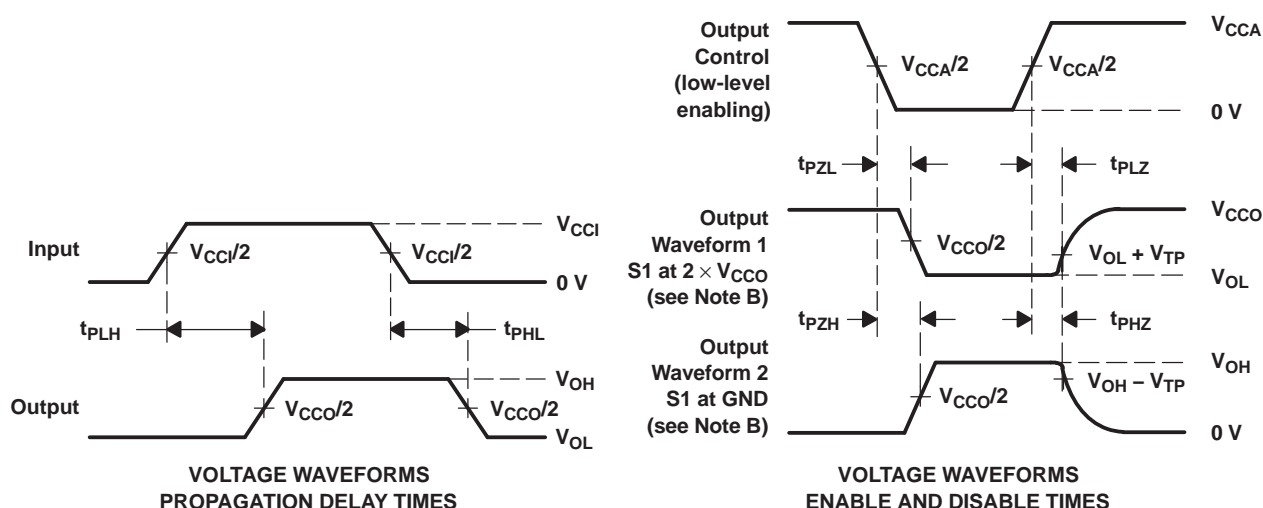 Input
V_CCI/2
V_CCI/2
V_CCI
0 V
t_PLH
t_PHL
Output
V_CCO/2
V_CCO/2
V_OH
V_OL
VOLTAGE WAVEFORMS
PROPAGATION DELAY TIMES
Output
Control
(low-level
enabling)
V_CCA/2
V_CCA/2
V_CCA
0 V
t_PZL
t_PLZ
Output
Waveform 1
S1 at 2 × V_CCO
(see Note B)
V_CCO/2
V_CCO
V_OL + V_TP
V_OL
t_PZH
t_PHZ
Output
Waveform 2
S1 at GND
(see Note B)
V_CCO/2
V_OH
V_OH − V_TP
0 V
VOLTAGE WAVEFORMS
ENABLE AND DISABLE TIMES